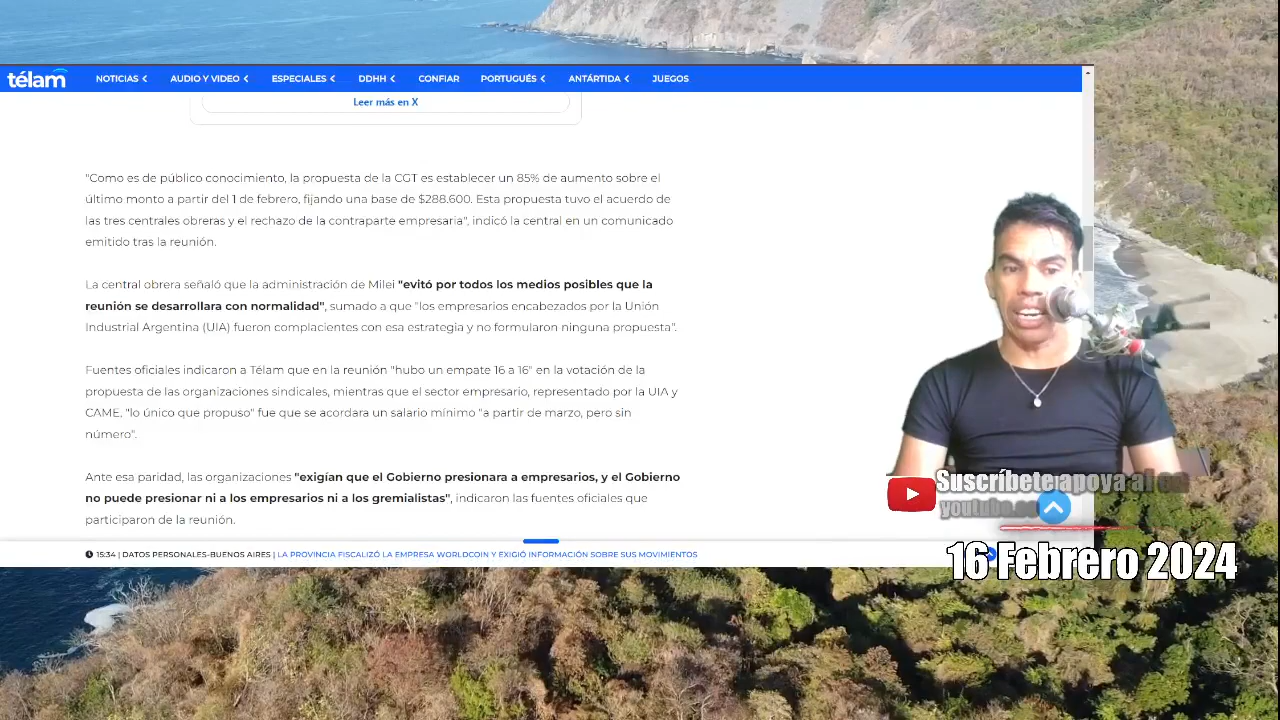 télam
NOTICIAS
AUDIO Y VIDEO
ESPECIALES
DDHH
CONFIAR
PORTUGUÉS
ANTÁRTIDA
JUEGOS
Leer más en X
"Como es de público conocimiento, la propuesta de la CGT es establecer un 85% de aumento sobre el
último monto a partir del 1 de febrero, fijando una base de $288.600. Esta propuesta tuvo el acuerdo de
las tres centrales obreras y el rechazo de la contraparte empresaria", indicó la central en un comunicado
emitido tras la reunión.
La central obrera señaló que la administración de Milei "evitó por todos los medios posibles que la
reunión se desarrollara con normalidad", sumado a que "los empresarios encabezados por la Unión
Industrial Argentina (UIA) fueron complacientes con esa estrategia y no formularon ninguna propuesta".
Fuentes oficiales indicaron a Télam que en la reunión "hubo un empate 16 a 16" en la votación de la
propuesta de las organizaciones sindicales, mientras que el sector empresario, representado por la UIA y
CAME, "lo único que propuso" fue que se acordara un salario mínimo "a partir de marzo, pero sin
número".
Ante esa paridad, las organizaciones "exigían que el Gobierno presionara a empresarios, y el Gobierno
no puede presionar ni a los empresarios ni a los gremialistas", indicaron las fuentes oficiales que
participaron de la reunión.
Suscríbete apoya al
youtube.
15:34 | DATOS PERSONALES-BUENOS AIRES | LA PROVINCIA FISCALIZÓ LA EMPRESA WORLDCOIN Y EXIGIÓ INFORMACIÓN SOBRE SUS MOVIMIENTOS
16 Febrero 2024